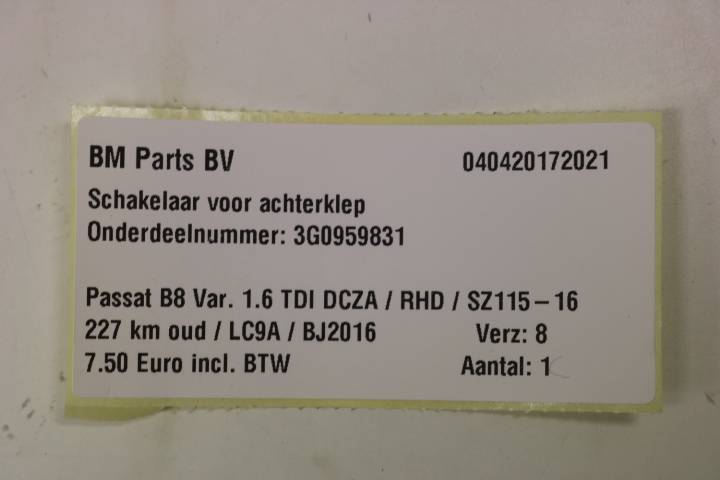 BM Parts BV 040420172021
Schakelaar voor achterklep
Onderdeelnummer: 3G0959831
Passat B8 Var. 1.6 TDI DCZA / RHD / SZ115-16
227 km oud / LC9A / BJ2016 Verz: 8
7.50 Euro incl. BTW Aantal: 1